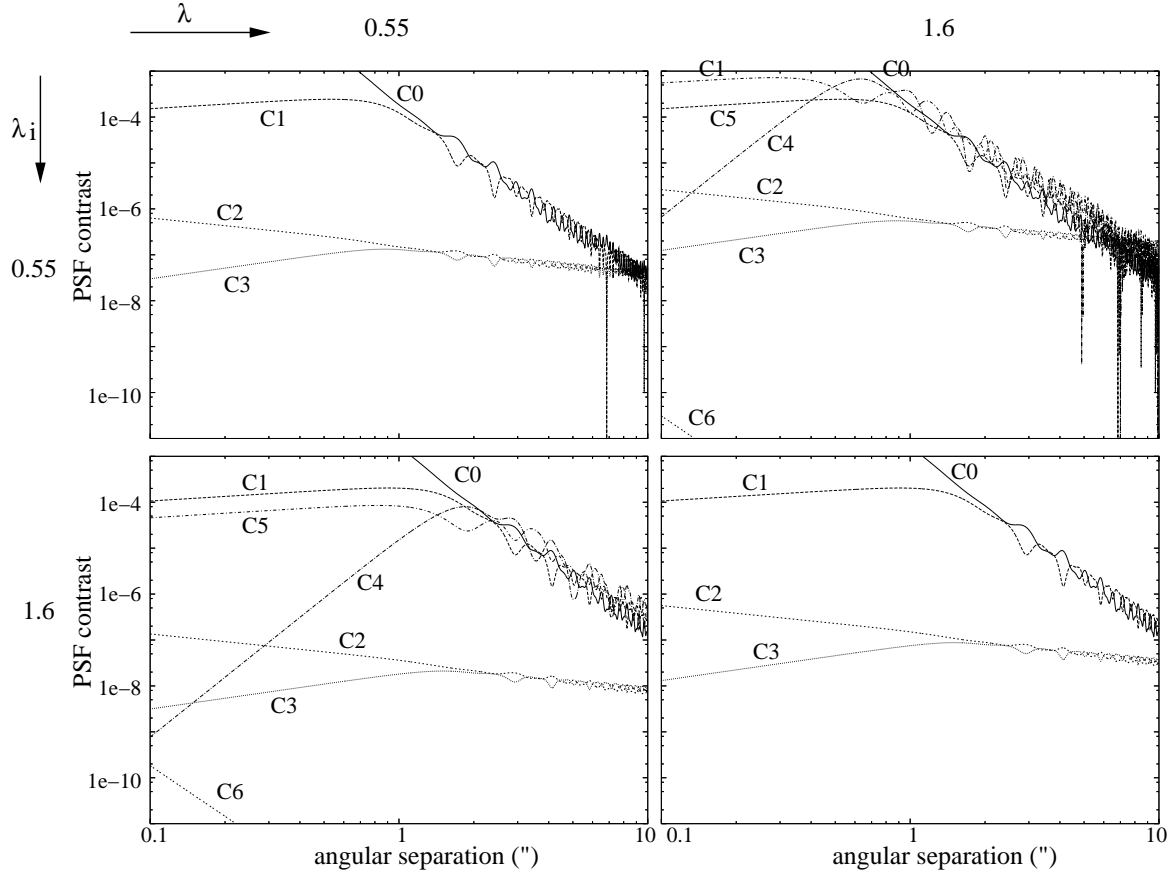 λ
0.55
1.6
λi
0.55
1.6
PSF contrast
1e−4
1e−6
1e−8
1e−10
C0
C1
C2
C3
C1
C0
C5
C4
C2
C3
C6
PSF contrast
1e−4
1e−6
1e−8
1e−10
C0
C1
C5
C4
C2
C3
C6
0.1
1
10
angular separation (")
C0
C1
C2
C3
0.1
1
10
angular separation (")